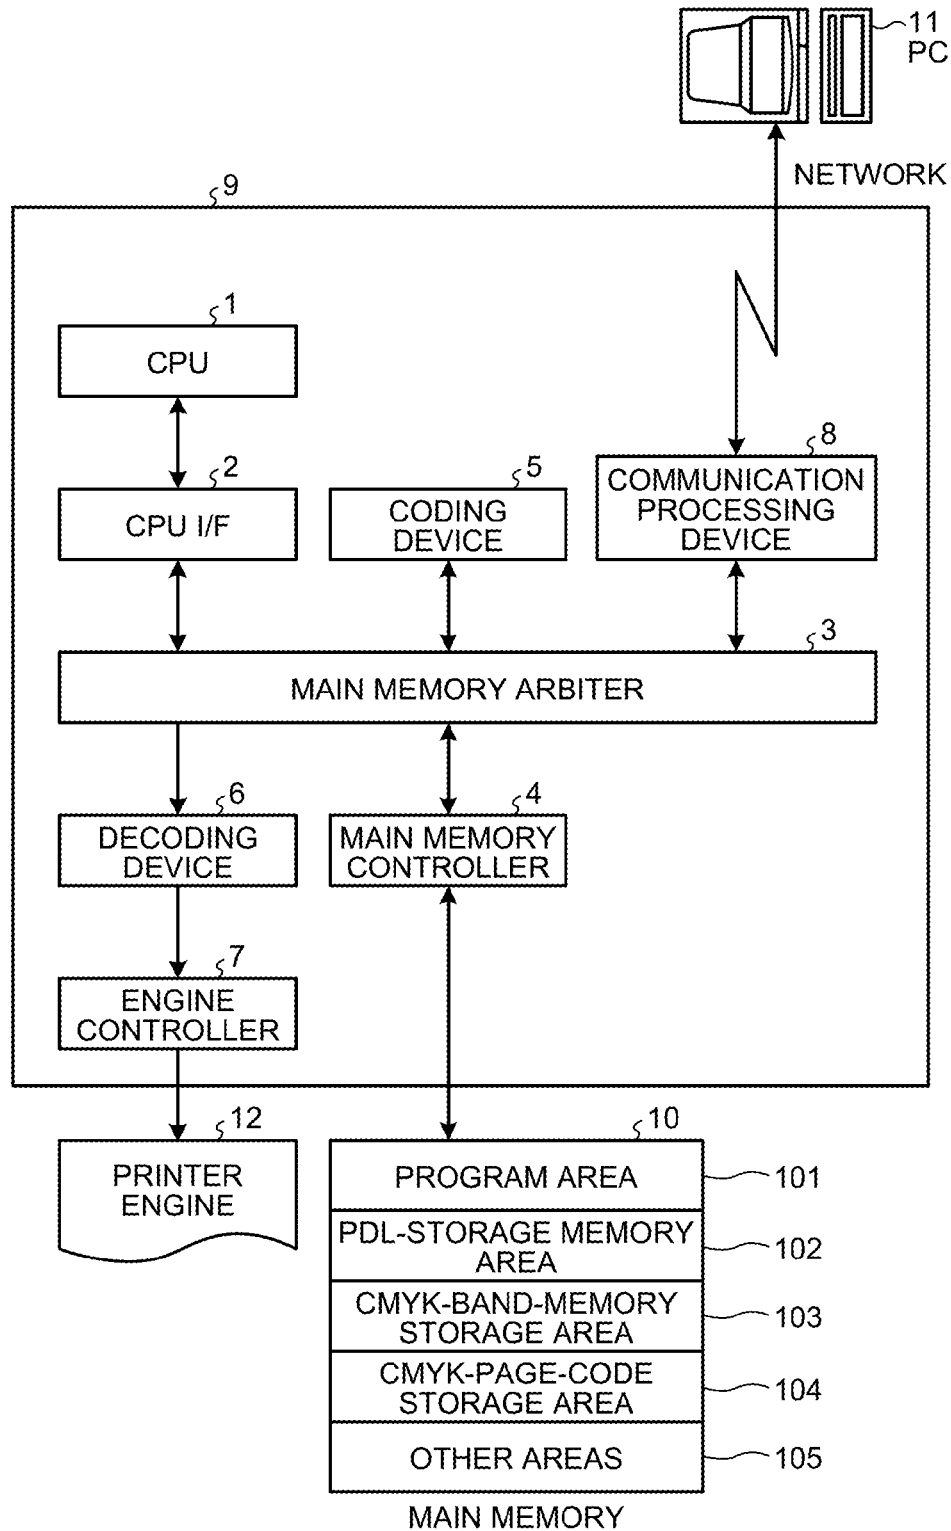 11
PC
NETWORK
9
1
CPU
2
CPU I/F
5
CODING
DEVICE
8
COMMUNICATION
PROCESSING
DEVICE
3
MAIN MEMORY ARBITER
6
DECODING
DEVICE
4
MAIN MEMORY
CONTROLLER
7
ENGINE
CONTROLLER
12
PRINTER
ENGINE
10
PROGRAM AREA
101
PDL-STORAGE MEMORY
AREA
102
CMYK-BAND-MEMORY
STORAGE AREA
103
CMYK-PAGE-CODE
STORAGE AREA
104
OTHER AREAS
105
MAIN MEMORY